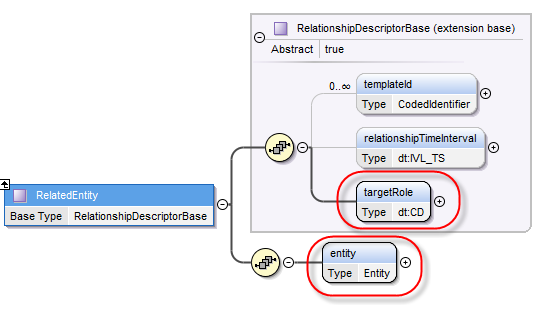 RelationshipDescriptorBase (extension base)
Abstract true
0..∞
templateId
Type CodedIdentifier
relationshipTimeInterval
Type dt:IVL_TS
RelatedEntity
Base Type RelationshipDescriptorBase
targetRole
Type dt:CD
entity
Type Entity